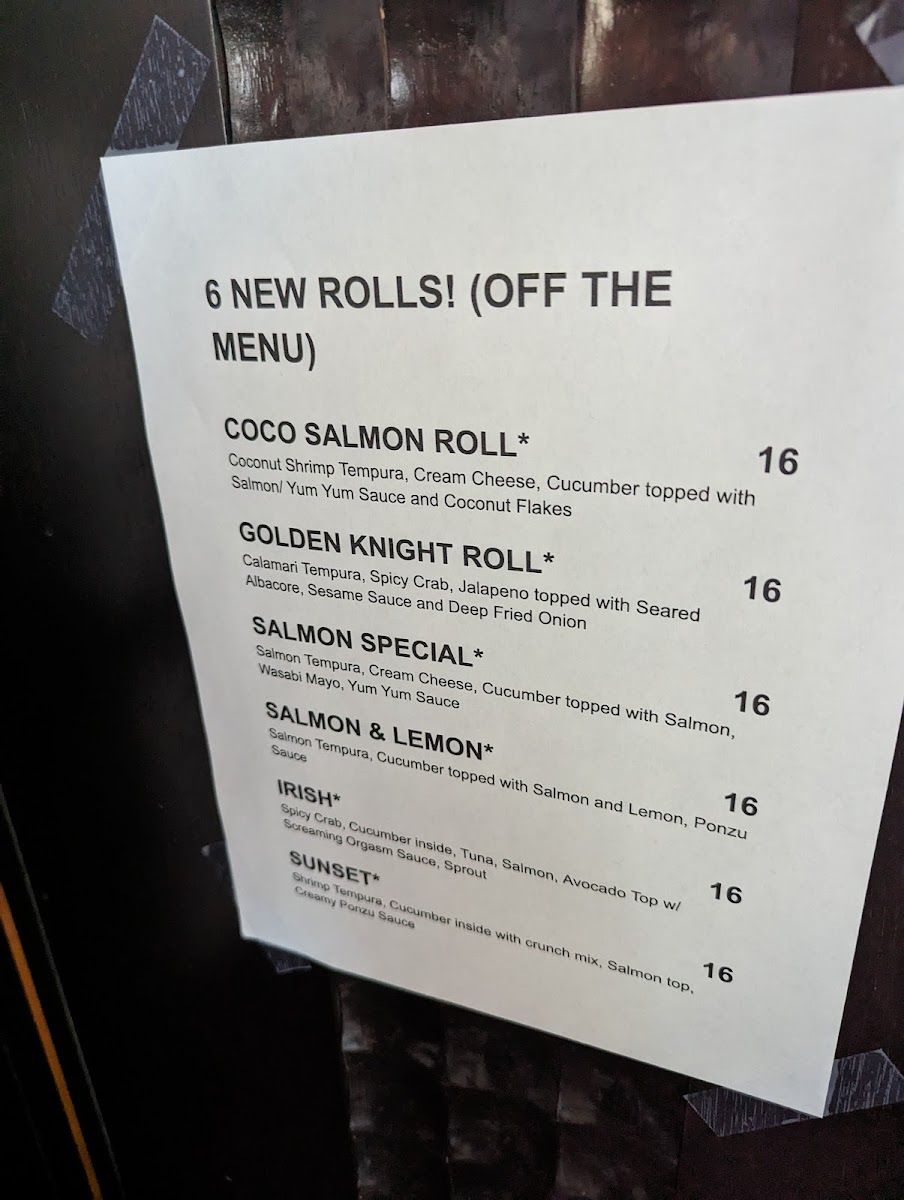 6 NEW ROLLS! (OFF THE
MENU)
COCO SALMON ROLL* 16
Coconut Shrimp Tempura, Cream Cheese, Cucumber topped with
Salmon/ Yum Yum Sauce and Coconut Flakes
GOLDEN KNIGHT ROLL* 16
Calamari Tempura, Spicy Crab, Jalapeno topped with Seared
Albacore, Sesame Sauce and Deep Fried Onion
SALMON SPECIAL* 16
Salmon Tempura, Cream Cheese, Cucumber topped with Salmon,
Wasabi Mayo, Yum Yum Sauce
SALMON & LEMON* 16
Salmon Tempura, Cucumber topped with Salmon and Lemon, Ponzu
Sauce
IRISH* 16
Spicy Crab, Cucumber inside, Tuna, Salmon, Avocado Top w/
Screaming Orgasm Sauce, Sprout
SUNSET* 16
Shrimp Tempura, Cucumber inside with crunch mix, Salmon top,
Creamy Ponzu Sauce